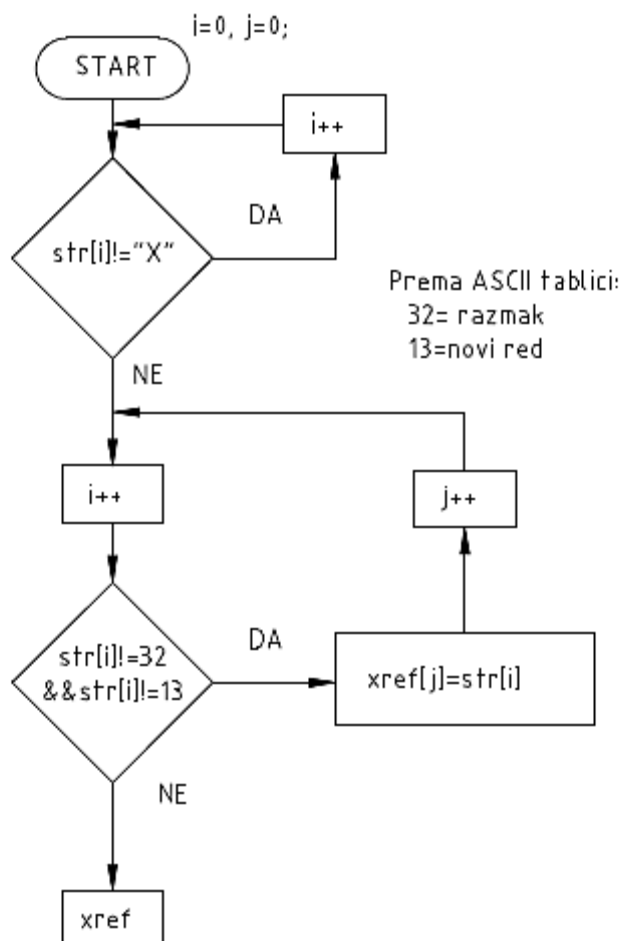 i=0, j=0;
START
i++
DA
str[i]!="X"
Prema ASCII tablici:
32= razmak
13=novi red
NE
i++
j++
str[i]!=32
&&str[i]!=13
DA
xref[j]=str[i]
NE
xref